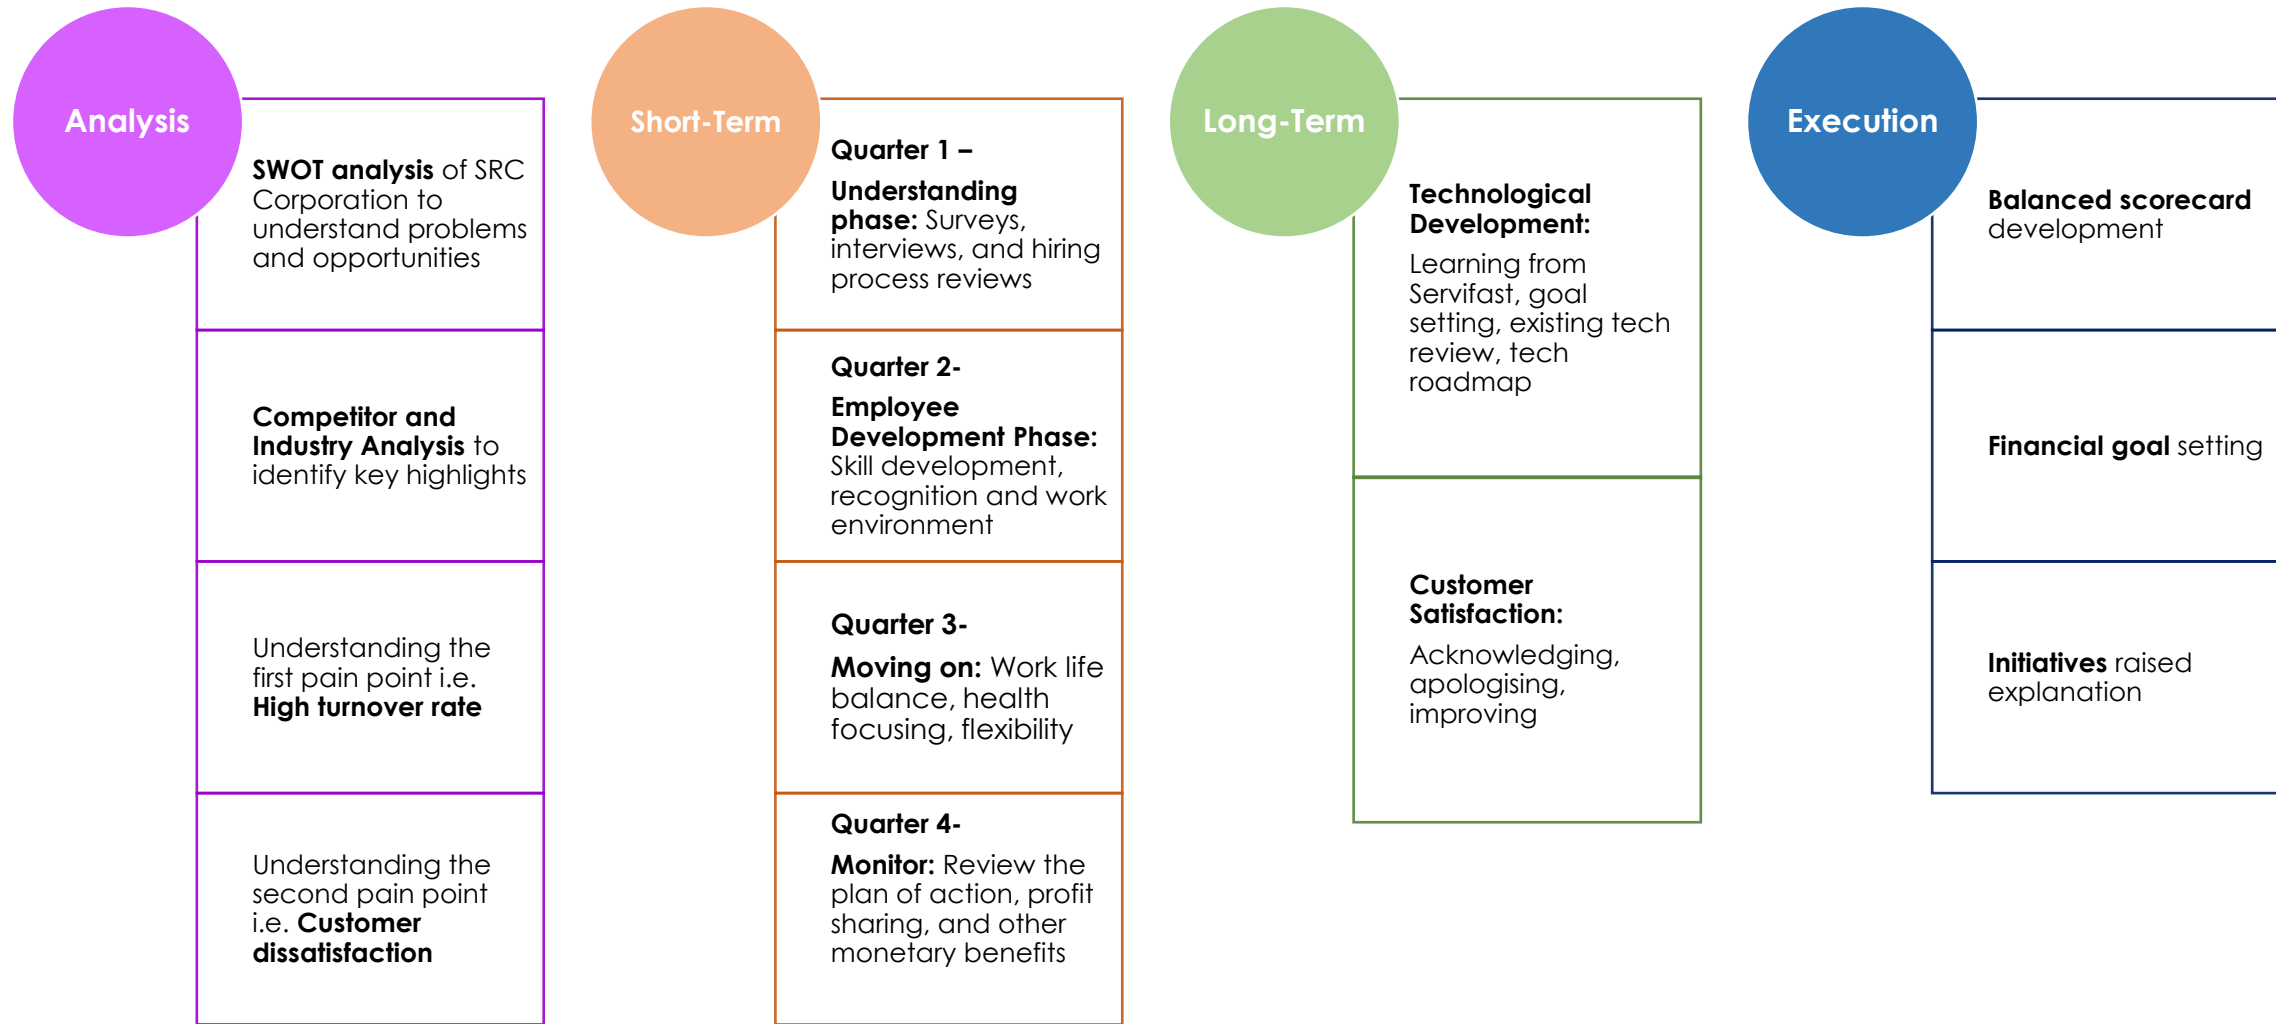 Analysis
SWOT analysis of SRC
Corporation to
understand problems
and opportunities
Competitor and
Industry Analysis to
identify key highlights
Understanding the
first pain point i.e.
High turnover rate
Understanding the
second pain point
i.e. Customer
dissatisfaction
Short-Term
Quarter 1 –
Understanding
phase: Surveys,
interviews, and hiring
process reviews
Quarter 2-
Employee
Development Phase:
Skill development,
recognition and work
environment
Quarter 3-
Moving on: Work life
balance, health
focusing, flexibility
Quarter 4-
Monitor: Review the
plan of action, profit
sharing, and other
monetary benefits
Long-Term
Technological
Development:
Learning from
Servifast, goal
setting, existing tech
review, tech
roadmap
Customer
Satisfaction:
Acknowledging,
apologising,
improving
Execution
Balanced scorecard
development
Financial goal setting
Initiatives raised
explanation